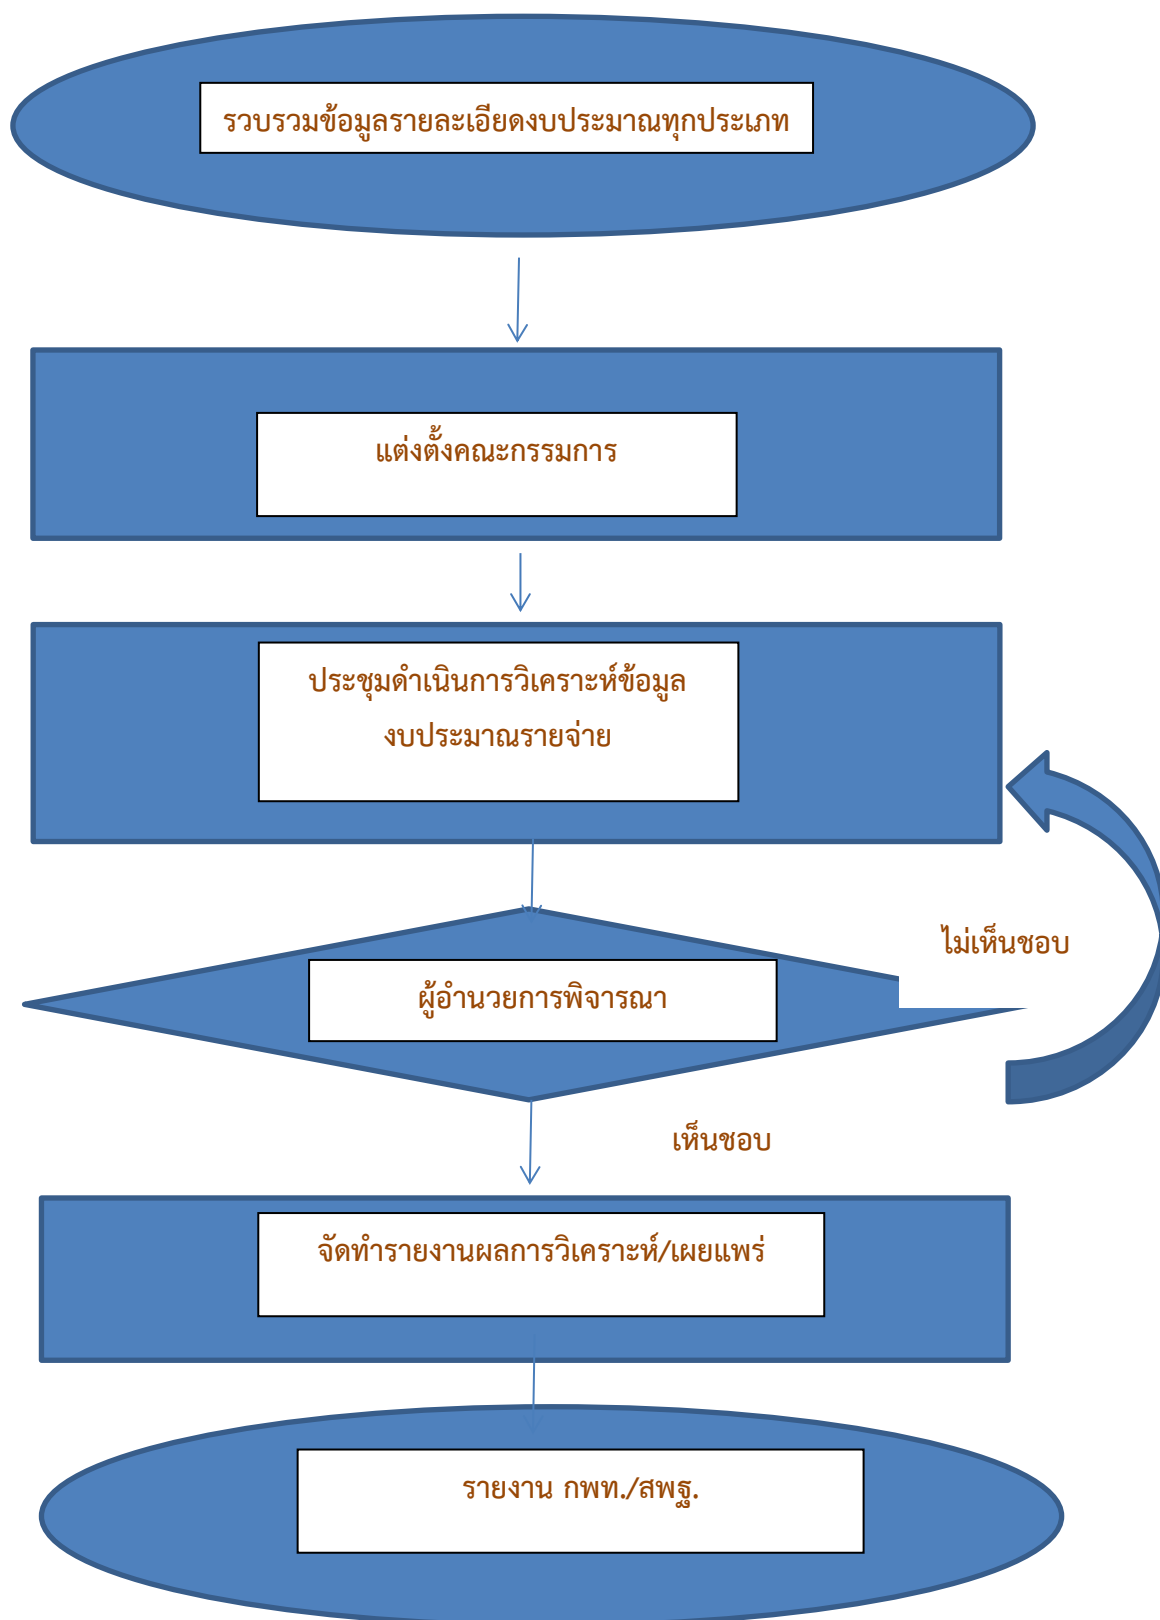 รวบรวมข้อมูลรายละเอียดงบประมาณทุกประเภท
แต่งตั้งคณะกรรมการ
ประชุมดำเนินการวิเคราะห์ข้อมูล
งบประมาณรายจ่าย
ไม่เห็นชอบ
ผู้อำนวยการพิจารณา
เห็นชอบ
จัดทำรายงานผลการวิเคราะห์/เผยแพร่
รายงาน กพท./สพฐ.